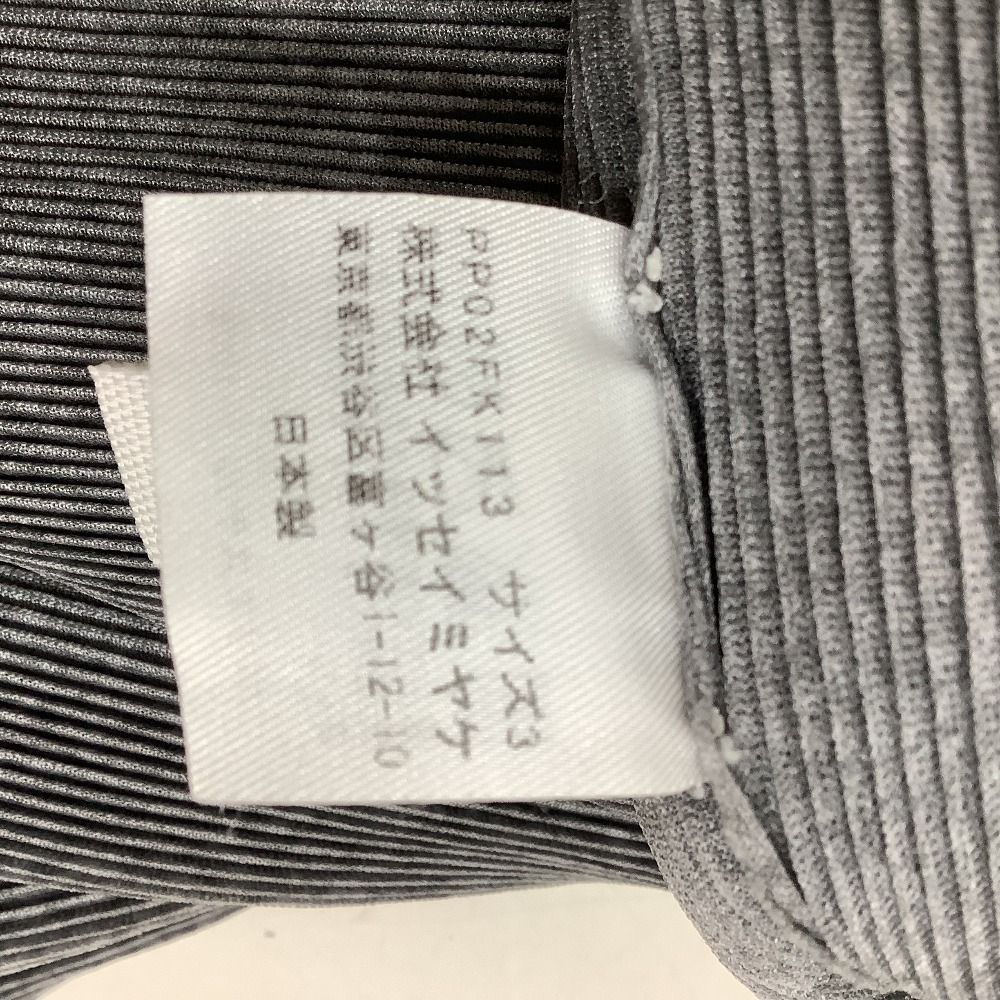 PP02FK113 サイズ3
株式会社イッセイミヤケ
東京都渋谷区富ヶ谷1-12-10
日本製